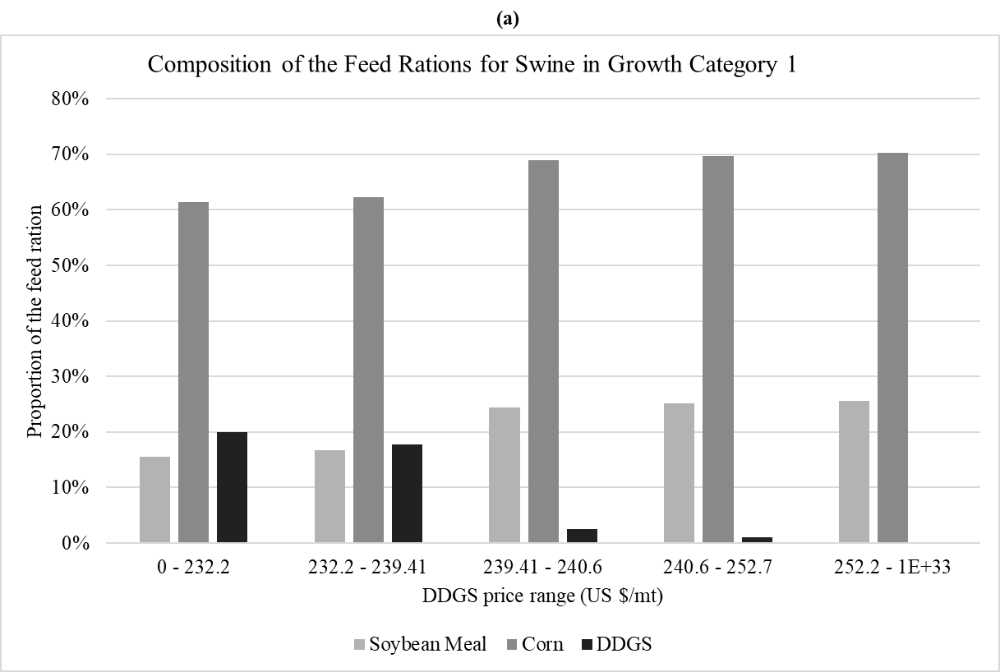 (a)
Composition of the Feed Rations for Swine in Growth Category 1
80%
70%
60%
50%
40%
30%
20%
10%
0%
Proportion of the feed ration
0 - 232.2
232.2 - 239.41
239.41 - 240.6
240.6 - 252.7
252.2 - 1E+33
DDGS price range (US $/mt)
Soybean Meal
Corn
DDGS